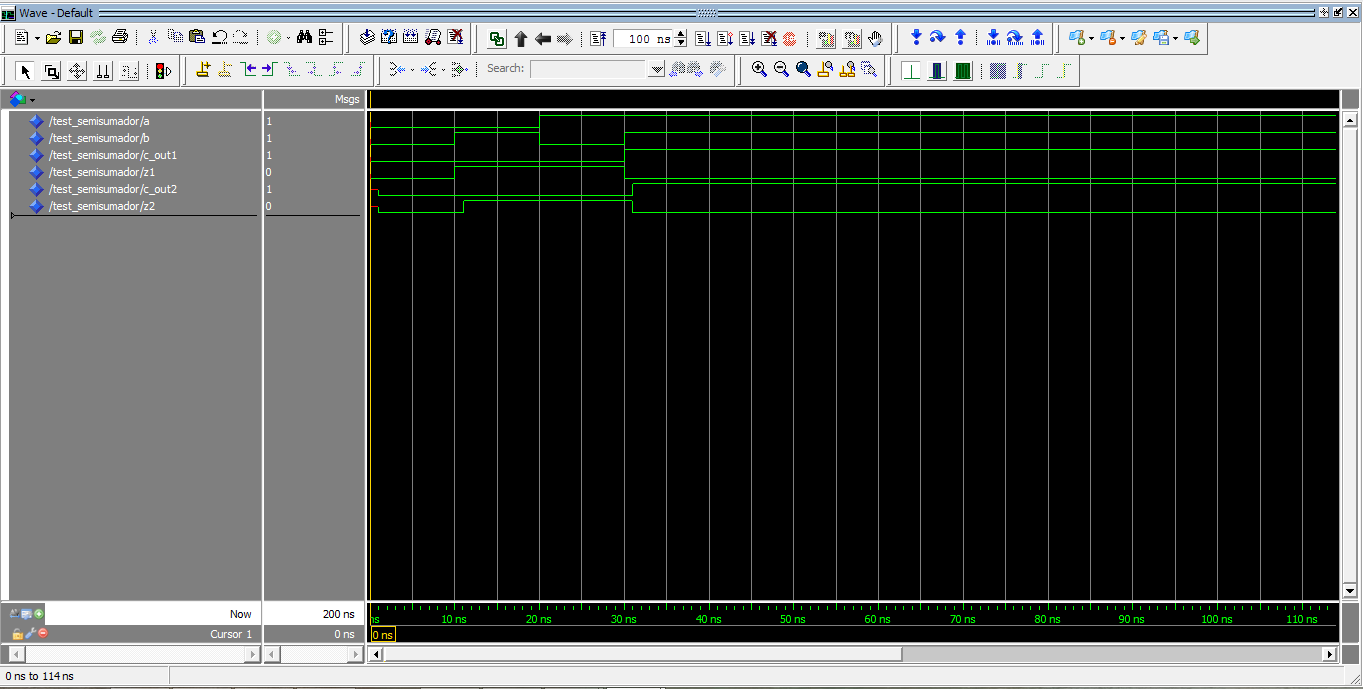 Wave - Default
100 ns
Search:
Msgs
/test_semisumador/a 1
/test_semisumador/b 1
/test_semisumador/c_out1 1
/test_semisumador/z1 0
/test_semisumador/c_out2 1
/test_semisumador/z2 0
Now 200 ns
ns 10 ns 20 ns 30 ns 40 ns 50 ns 60 ns 70 ns 80 ns 90 ns 100 ns 110 ns
Cursor 1 0 ns 0 ns
0 ns to 114 ns